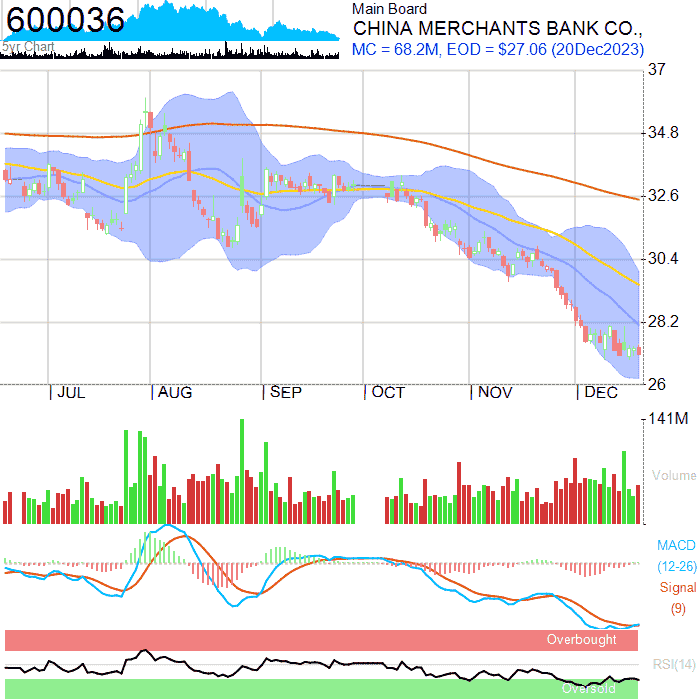 600036
5yr Chart
Main Board
CHINA MERCHANTS BANK CO.,
MC = 68.2M, EOD = $27.06 (20Dec2023)
37
34.8
32.6
30.4
28.2
26
JUL
AUG
SEP
OCT
NOV
DEC
141M
Volume
MACD
(12-26)
Signal
(9)
Overbought
RSI(14)
Oversold